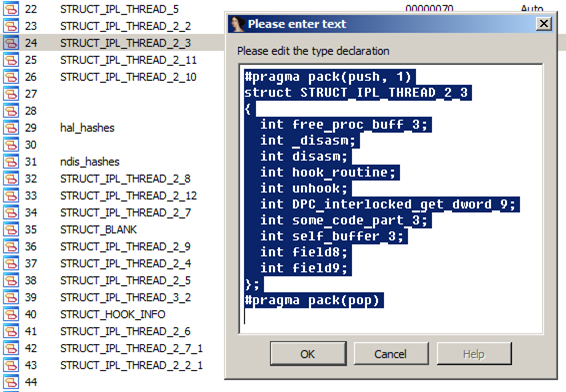 22 STRUCT_IPL_THREAD_5 00000070 Auto
23 STRUCT_IPL_THREAD_2_2
24 STRUCT_IPL_THREAD_2_3
25 STRUCT_IPL_THREAD_2_11
26 STRUCT_IPL_THREAD_2_10
27
28
29 hal_hashes
30
31 ndis_hashes
32 STRUCT_IPL_THREAD_2_8
33 STRUCT_IPL_THREAD_2_12
34 STRUCT_IPL_THREAD_2_7
35 STRUCT_BLANK
36 STRUCT_IPL_THREAD_2_9
37 STRUCT_IPL_THREAD_2_4
38 STRUCT_IPL_THREAD_2_5
39 STRUCT_IPL_THREAD_3_2
40 STRUCT_HOOK_INFO
41 STRUCT_IPL_THREAD_2_6
42 STRUCT_IPL_THREAD_2_7_1
43 STRUCT_IPL_THREAD_2_2_1
44
Please enter text
Please edit the type declaration
#pragma pack(push, 1)
struct STRUCT_IPL_THREAD_2_3
{
int free_proc_buff_3;
int _disasm;
int disasm;
int hook_routine;
int unhook;
int DPC_interlocked_get_dword_9;
int some_code_part_3;
int self_buffer_3;
int field8;
int field9;
};
#pragma pack(pop)
OK Cancel Help